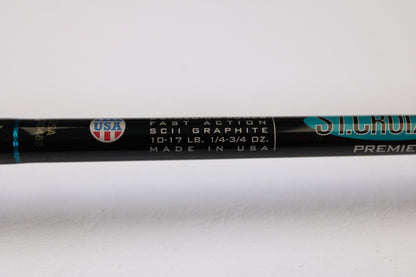 USA
FAST ACTION
SCII GRAPHITE
10-17 LB. 1/4-3/4 OZ.
MADE IN USA
ST.CROIX
PREMIE